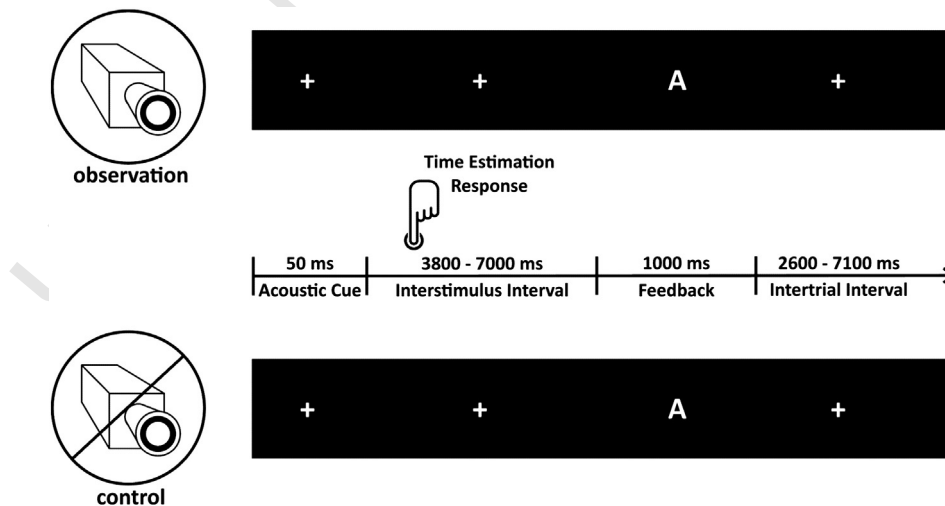 + + A +
observation
Time Estimation
Response
50 ms 3800 - 7000 ms 1000 ms 2600 - 7100 ms
Acoustic Cue Interstimulus Interval Feedback Intertrial Interval
+ + A +
control